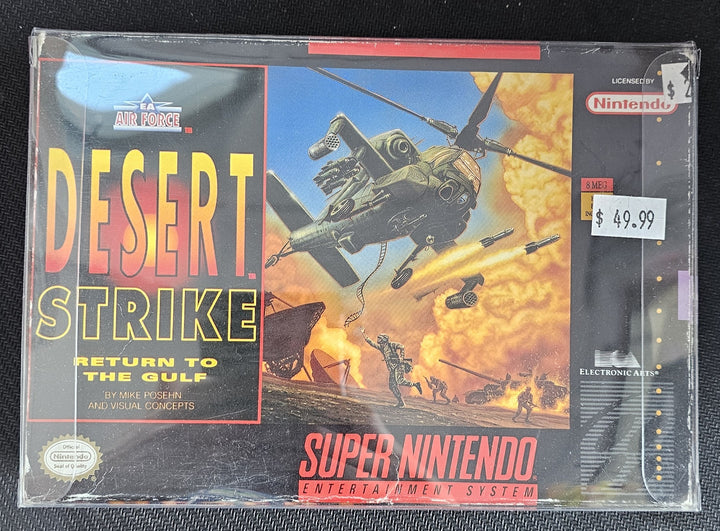 EA
AIR FORCE TM
DESERT
STRIKE
RETURN TO
THE GULF
BY MIKE POSEHN
AND VISUAL CONCEPTS
Official
Nintendo
Seal of Quality
SUPER NINTENDO
ENTERTAINMENT SYSTEM
LICENSED BY
Nintendo
$
8 MEG
$ 49.99
ELECTRONIC ARTS®